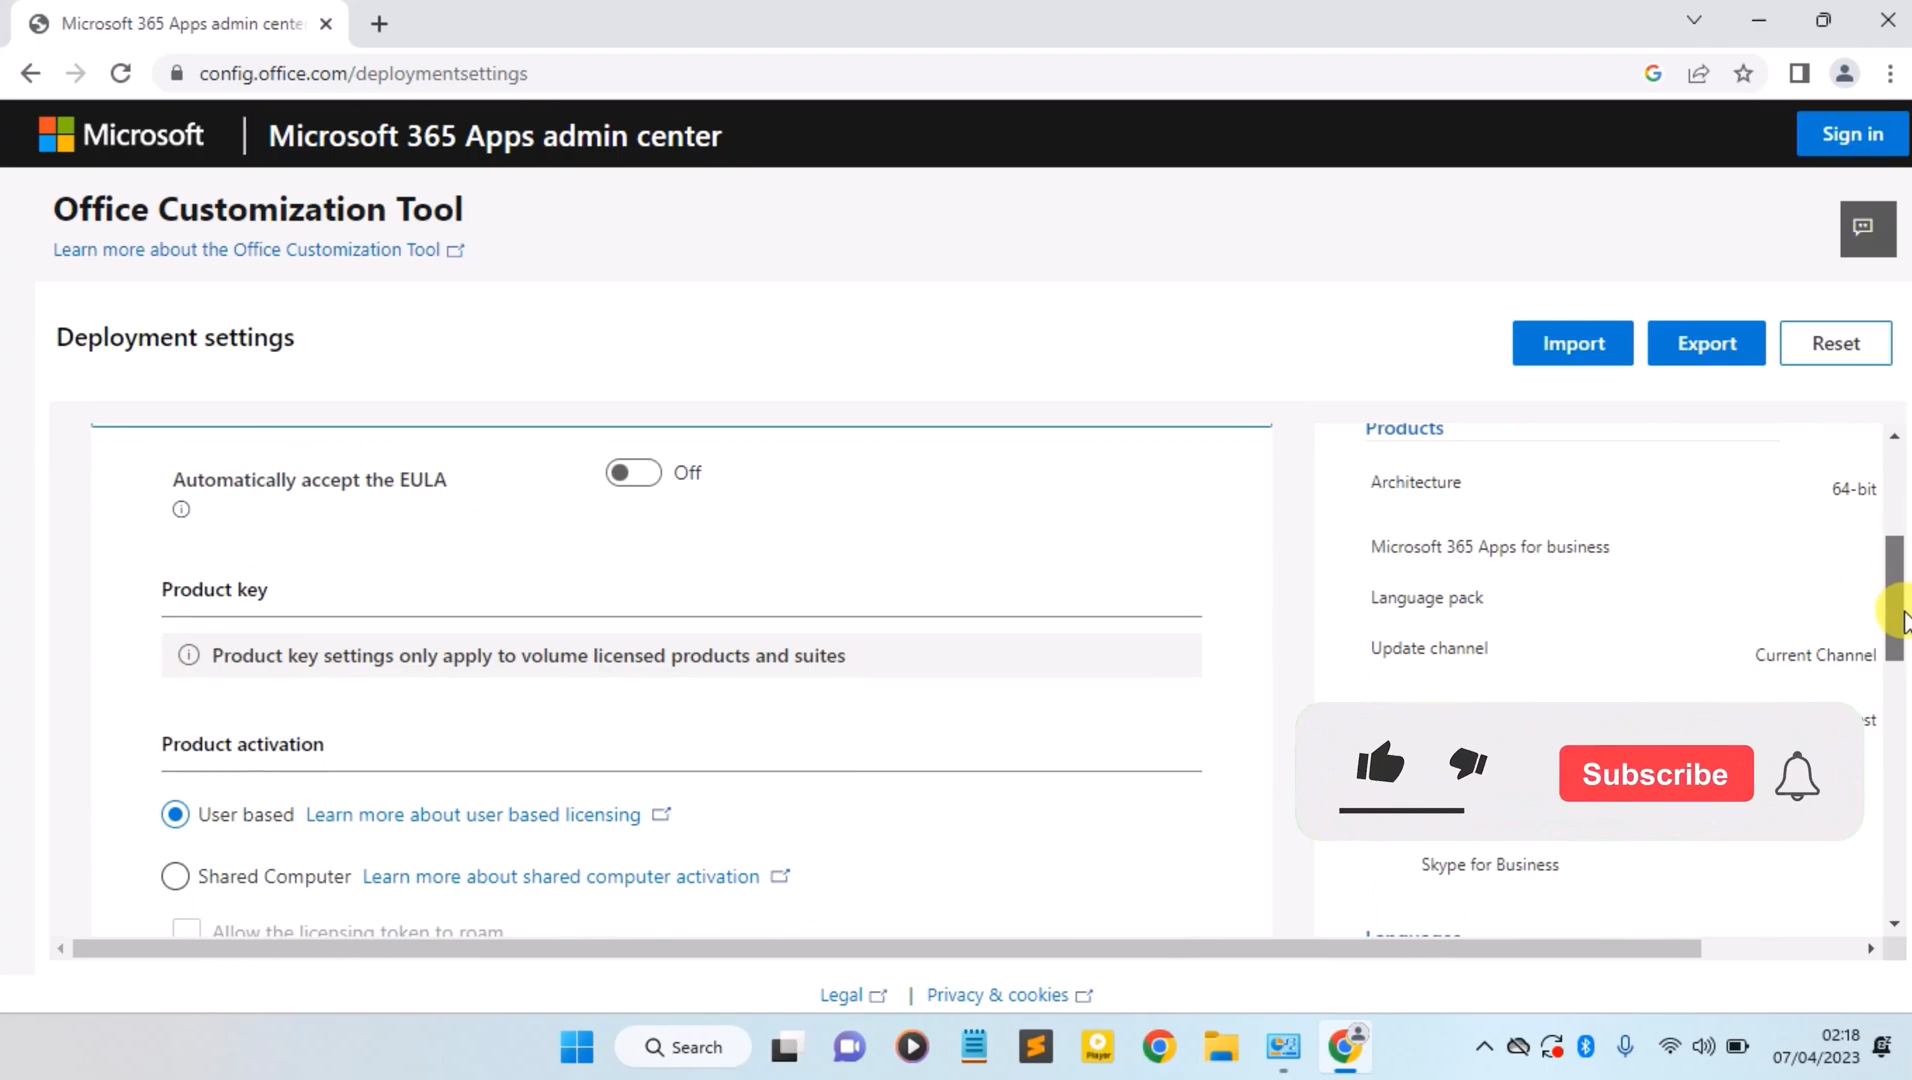 Microsoft 365 Apps admin cente
config.office.com/deploymentsettings
Microsoft
Microsoft 365 Apps admin center
Sign in
Office Customization Tool
Learn more about the Office Customization Tool
Deployment settings
Import
Export
Reset
Automatically accept the EULA
Off
Product key
Product key settings only apply to volume licensed products and suites
Product activation
User based Learn more about user based licensing
Shared Computer Learn more about shared computer activation
Allow the licensing token to roam
Products
Architecture
64-bit
Microsoft 365 Apps for business
Language pack
Update channel
Current Channel
st
Subscribe
Skype for Business
Languages
Legal | Privacy & cookies
Search
Player
02:18
07/04/2023